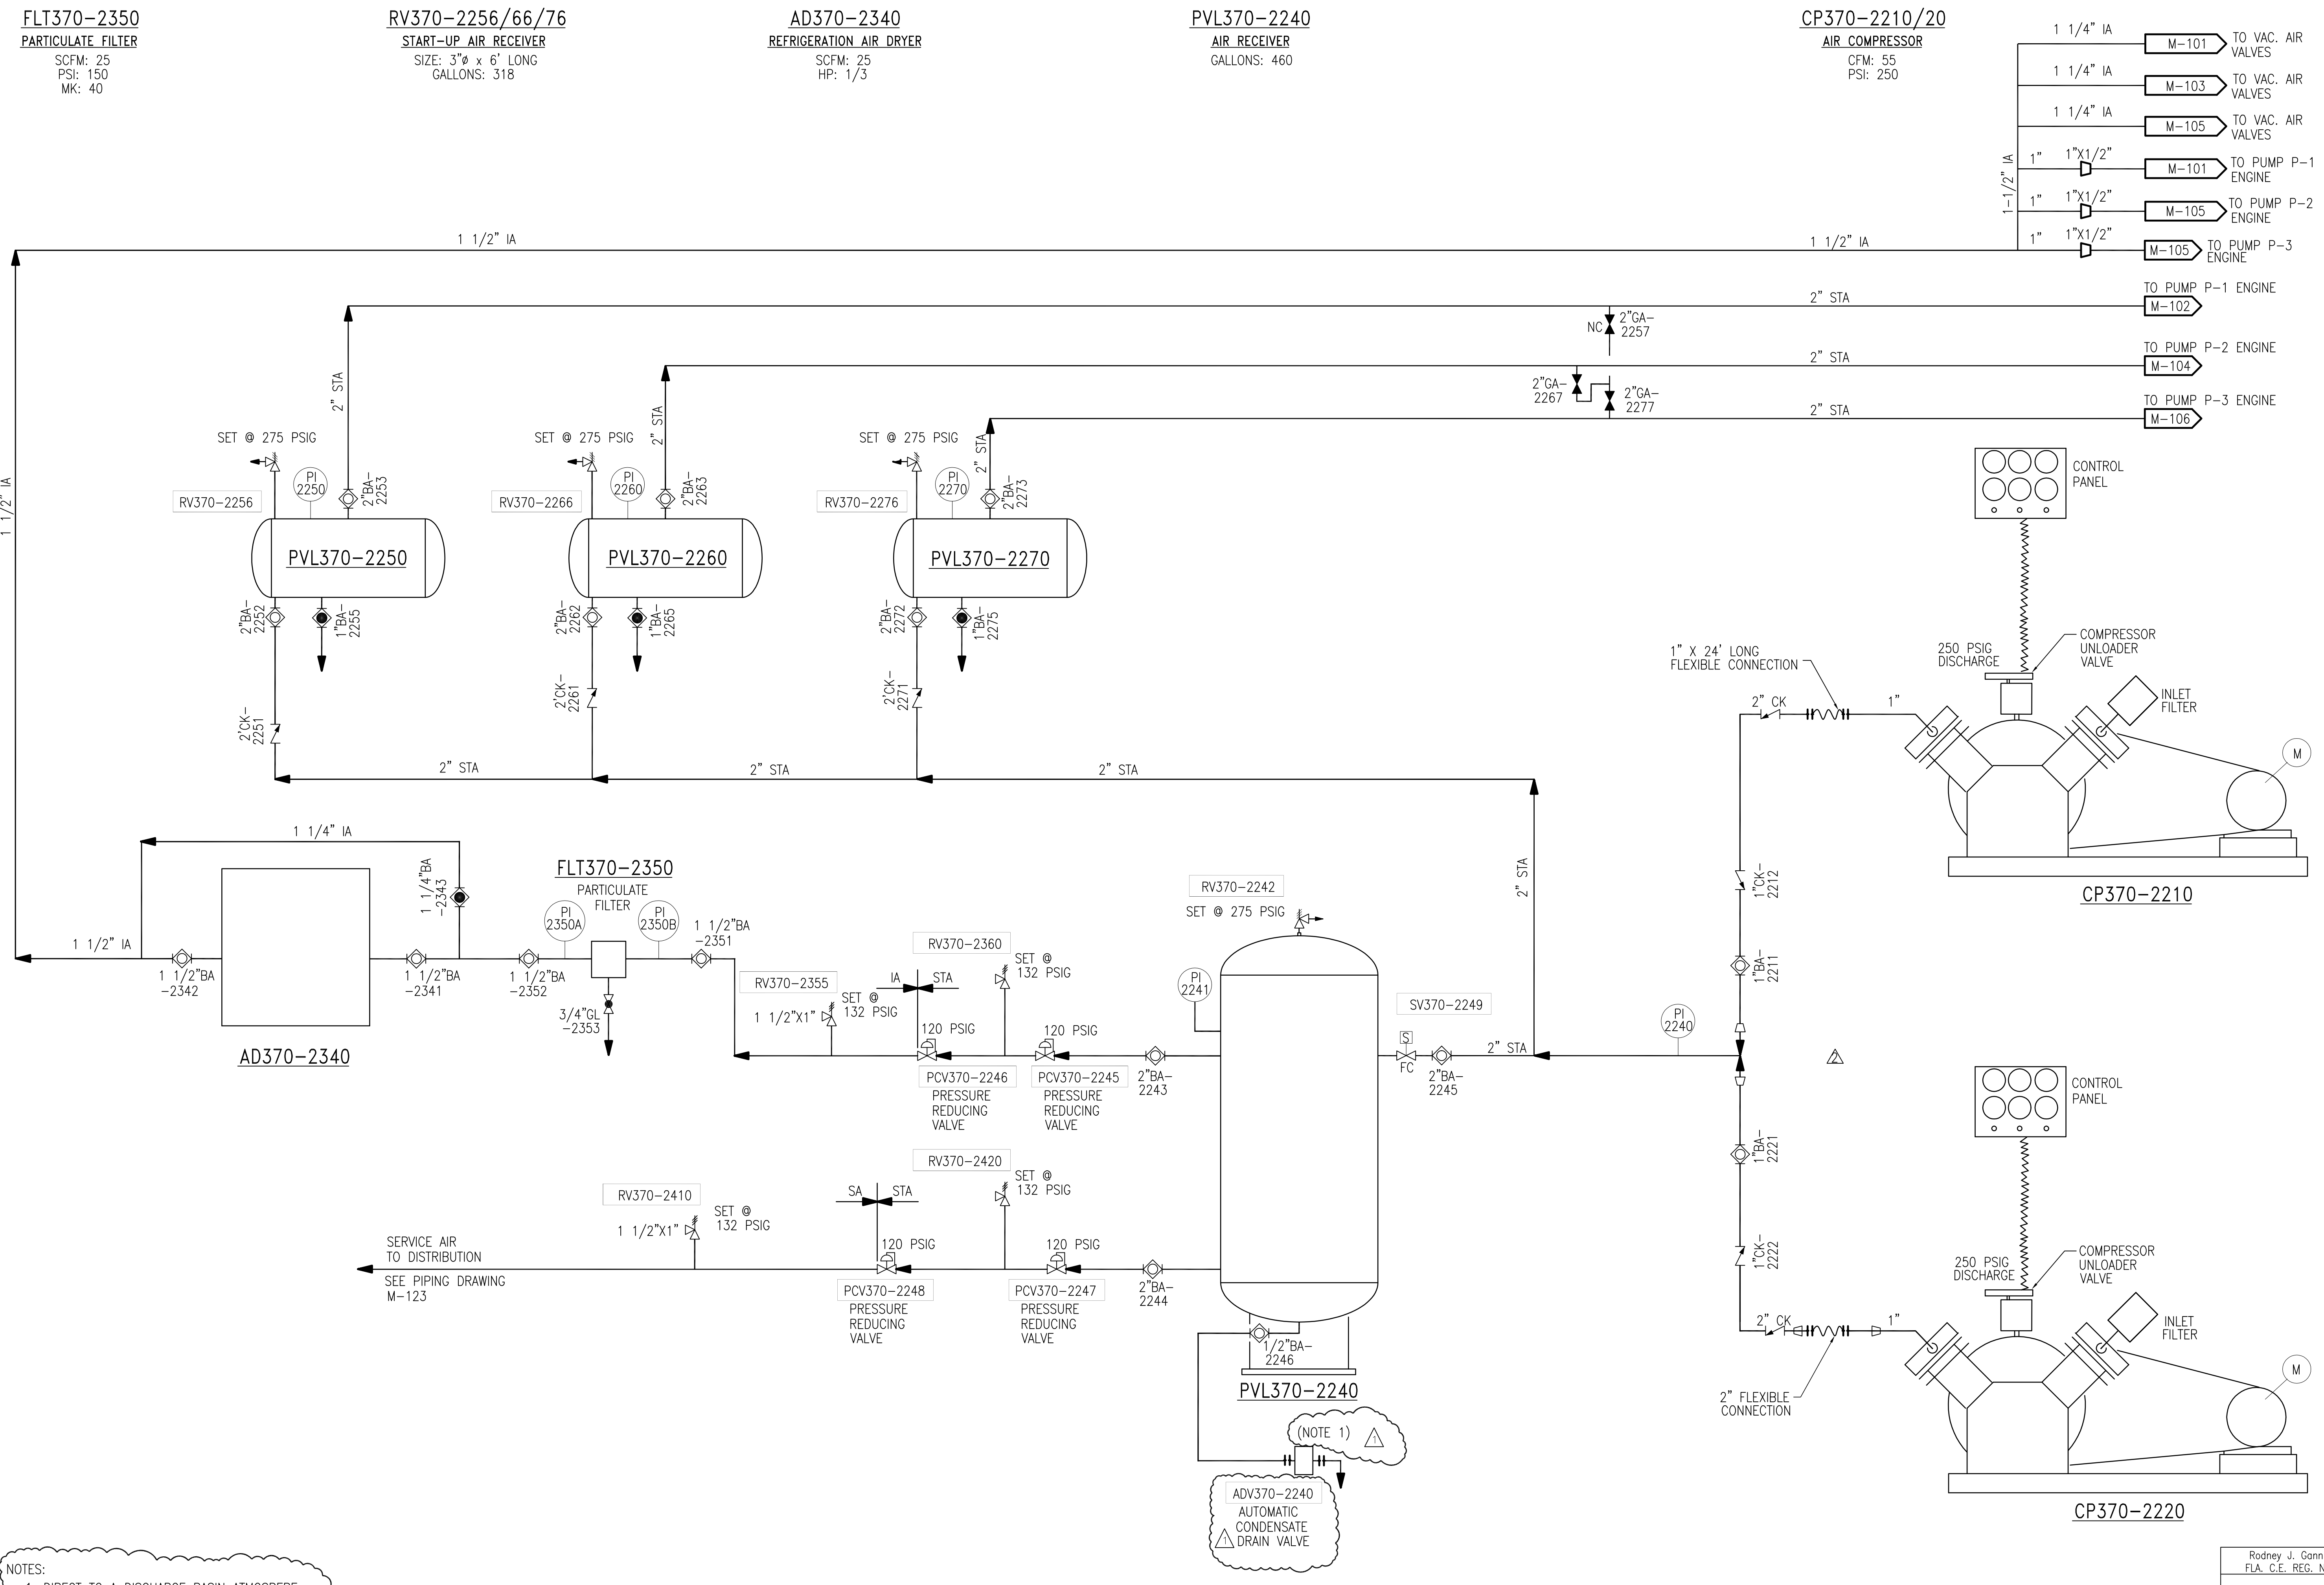 FLT370-2350
PARTICULATE FILTER
SCFM: 25
PSI: 150
MK: 40
RV370-2256/66/76
START-UP AIR RECEIVER
SIZE: 3"ø x 6' LONG
GALLONS: 318
AD370-2340
REFRIGERATION AIR DRYER
SCFM: 25
HP: 1/3
PVL370-2240
AIR RECEIVER
GALLONS: 460
CP370-2210/20
AIR COMPRESSOR
CFM: 55
PSI: 250
1 1/4" IA
M-101
TO VAC. AIR
VALVES
1 1/4" IA
M-103
TO VAC. AIR
VALVES
1 1/4" IA
M-105
TO VAC. AIR
VALVES
1-1/2" IA
1"
1"X1/2"
M-101
TO PUMP P-1
ENGINE
1"
1"X1/2"
M-105
TO PUMP P-2
ENGINE
1 1/2" IA
1 1/2" IA
1"
1"X1/2"
M-105
TO PUMP P-3
ENGINE
2" STA
TO PUMP P-1 ENGINE
M-102
NC
2"GA-
2257
2" STA
TO PUMP P-2 ENGINE
M-104
2"GA-
2267
2"GA-
2277
2" STA
TO PUMP P-3 ENGINE
M-106
1 1/2" IA
2" STA
SET @ 275 PSIG
RV370-2256
PI
2250
2"BA-
2253
PVL370-2250
2"BA-
2252
1"BA-
2255
2'CK-
2251
2" STA
SET @ 275 PSIG
RV370-2266
PI
2260
2"BA-
2263
PVL370-2260
2"BA-
2262
1"BA-
2265
2'CK-
2261
2" STA
SET @ 275 PSIG
RV370-2276
PI
2270
2"BA-
2273
PVL370-2270
2"BA-
2272
1"BA-
2275
2'CK-
2271
2" STA
2" STA
2" STA
2" STA
CONTROL
PANEL
250 PSIG
DISCHARGE
COMPRESSOR
UNLOADER
VALVE
1" X 24' LONG
FLEXIBLE CONNECTION
2" CK
1"
INLET
FILTER
M
CP370-2210
1"CK-
2212
1"BA-
2211
1 1/4" IA
1 1/4"BA
-2343
1 1/2" IA
1 1/2"BA
-2342
AD370-2340
1 1/2"BA
-2341
1 1/2"BA
-2352
FLT370-2350
PARTICULATE
FILTER
PI
2350A
PI
2350B
1 1/2"BA
-2351
3/4"GL
-2353
RV370-2355
1 1/2"X1"
SET @
132 PSIG
IA
STA
RV370-2360
SET @
132 PSIG
120 PSIG
120 PSIG
PCV370-2246
PRESSURE
REDUCING
VALVE
PCV370-2245
PRESSURE
REDUCING
VALVE
2"BA-
2243
RV370-2242
SET @ 275 PSIG
PI
2241
SV370-2249
S
FC
2"BA-
2245
2" STA
PI
2240
2
RV370-2410
1 1/2"X1"
SET @
132 PSIG
SA
STA
RV370-2420
SET @
132 PSIG
120 PSIG
120 PSIG
SERVICE AIR
TO DISTRIBUTION
SEE PIPING DRAWING
M-123
PCV370-2248
PRESSURE
REDUCING
VALVE
PCV370-2247
PRESSURE
REDUCING
VALVE
2"BA-
2244
1/2"BA-
2246
PVL370-2240
(NOTE 1)
1
ADV370-2240
AUTOMATIC
CONDENSATE
DRAIN VALVE
1
CONTROL
PANEL
1"BA-
2221
1"CK-
2222
250 PSIG
DISCHARGE
COMPRESSOR
UNLOADER
VALVE
2" CK
1"
INLET
FILTER
2" FLEXIBLE
CONNECTION
M
CP370-2220
NOTES:
1. DIRECT TO A DISCHARGE BASIN ATMOSPERE
Rodney J. Gann
FLA. C.E. REG. N